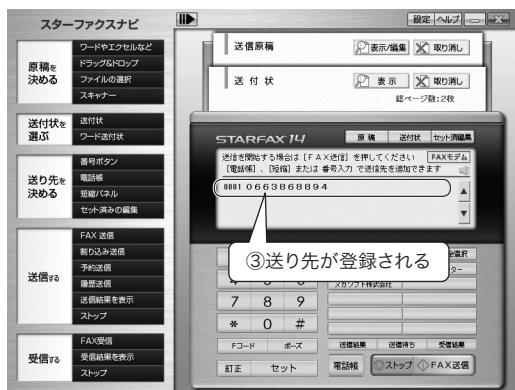 スターファクスナビ
設定 ヘルプ
原稿を
決める
ワードやエクセルなど
ドラッグ&ドロップ
ファイルの選択
スキャナー
送付状を
選ぶ
送付状
ワード送付状
送り先を
決める
番号ボタン
電話帳
短縮パネル
セット済みの編集
送信する
FAX 送信
割り込み送信
予約送信
履歴送信
送信結果を表示
ストップ
受信する
FAX受信
受信結果を表示
ストップ
送信原稿
表示/編集 取り消し
送 付 状
表 示 取り消し
総ページ数:2枚
STARFAX 14
原 稿 送付状 セット済編集
送信を開始する場合は［ＦＡＸ送信］を押してください
［電話帳］、［短縮］または 番号入力 で送信先を追加できます
FAXモデム
0001 0663868894
③送り先が登録される
メガソフト株式会社
7 8 9
* 0 #
Fコード ポーズ
訂正 セット
送信結果 送信待ち 受信結果
電話帳 ストップ FAX送信